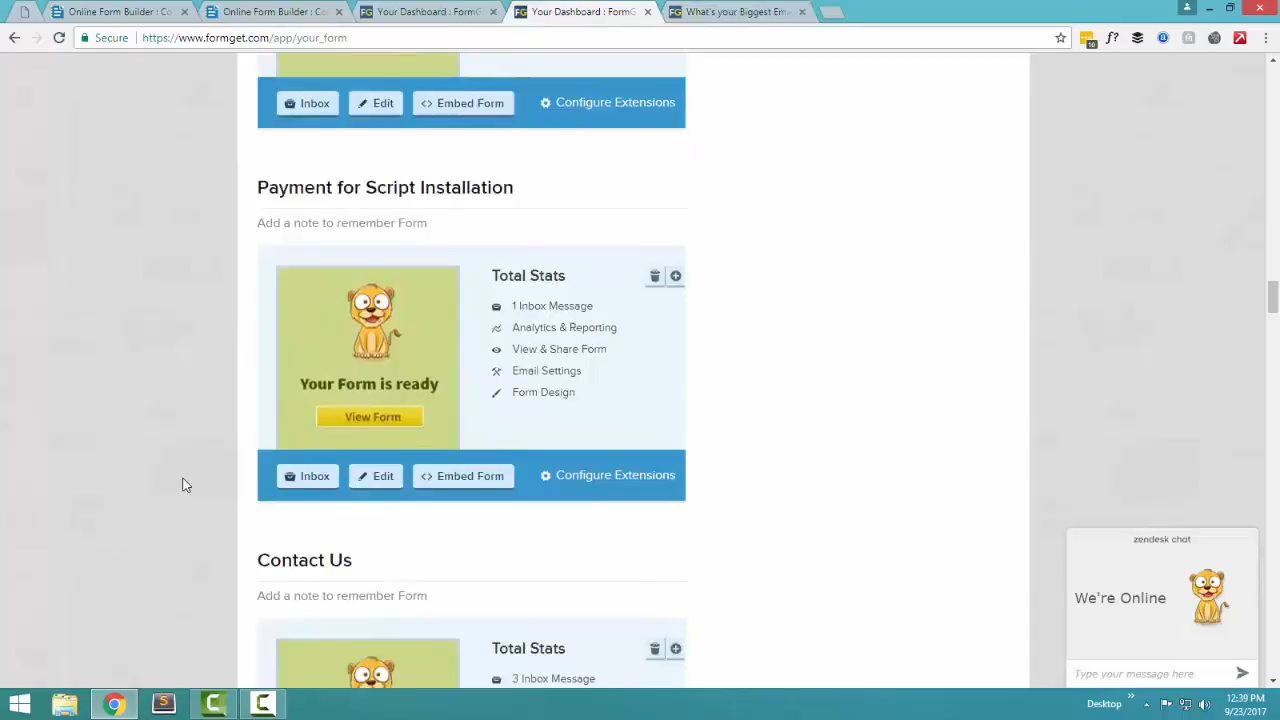 Online Form Builder : Co
Online Form Builder : Co
FG Your Dashboard : FormG
FG Your Dashboard : FormG
FG What's your Biggest Em
Secure
https://www.formget.com/app/your_form
10
f?
Inbox
Edit
<> Embed Form
Configure Extensions
Payment for Script Installation
Add a note to remember Form
Total Stats
1 Inbox Message
Analytics & Reporting
View & Share Form
Email Settings
Form Design
Your Form is ready
View Form
Inbox
Edit
<> Embed Form
Configure Extensions
Contact Us
Add a note to remember Form
Total Stats
3 Inbox Message
zendesk chat
We're Online
Type your message here
Desktop
12:39 PM
9/23/2017